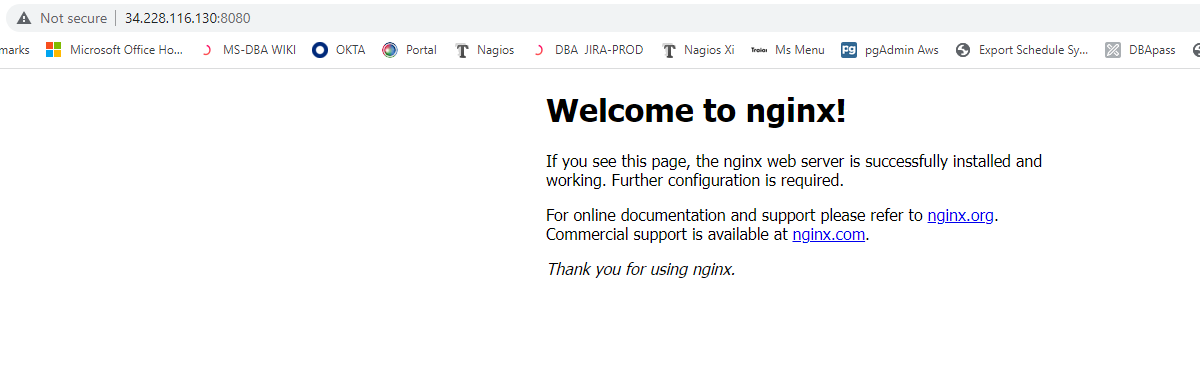 Not secure | 34.228.116.130:8080
marks Microsoft Office Ho... MS-DBA WIKI OKTA Portal Nagios DBA JIRA-PROD Nagios Xi Ms Menu pgAdmin Aws Export Schedule Sy... DBApass
Welcome to nginx!
If you see this page, the nginx web server is successfully installed and
working. Further configuration is required.
For online documentation and support please refer to nginx.org.
Commercial support is available at nginx.com.
Thank you for using nginx.